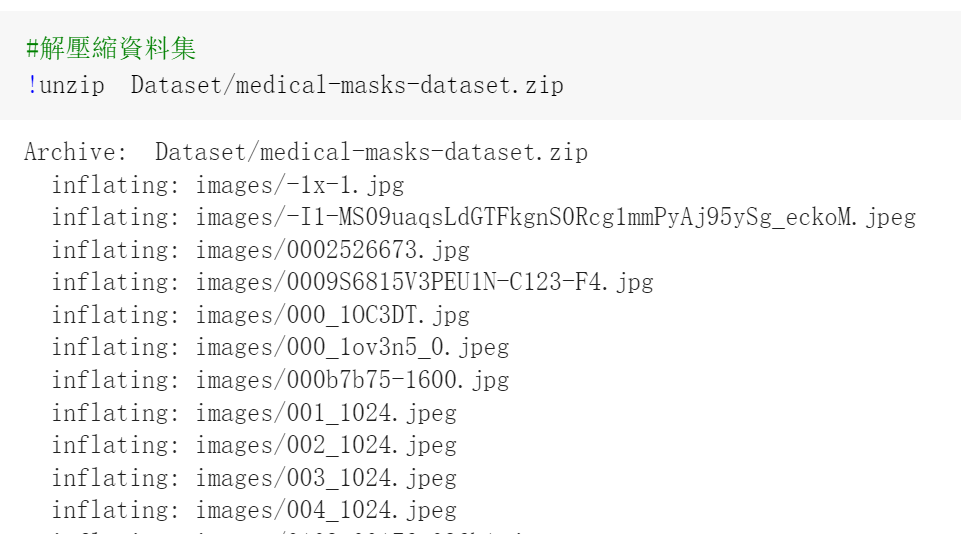 #解壓縮資料集
!unzip  Dataset/medical-masks-dataset.zip
Archive:  Dataset/medical-masks-dataset.zip
  inflating: images/-1x-1.jpg
  inflating: images/-I1-MS09uaqsLdGTFkgnS0Rcg1mmPyAj95ySg_eckoM.jpeg
  inflating: images/0002526673.jpg
  inflating: images/0009S6815V3PEU1N-C123-F4.jpg
  inflating: images/000_1OC3DT.jpg
  inflating: images/000_1ov3n5_0.jpeg
  inflating: images/000b7b75-1600.jpg
  inflating: images/001_1024.jpeg
  inflating: images/002_1024.jpeg
  inflating: images/003_1024.jpeg
  inflating: images/004_1024.jpeg